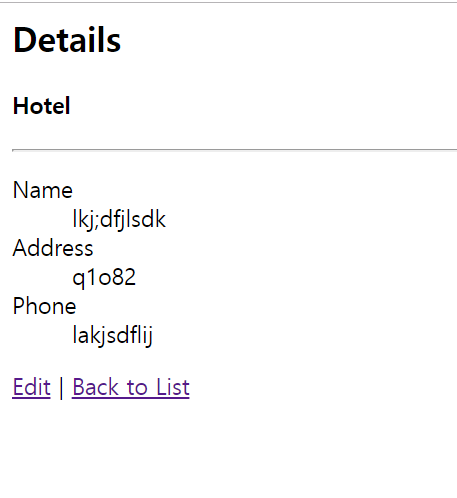 Details
Hotel
Name
lkj;dfjlsdk
Address
q1o82
Phone
lakjsdflij
Edit | Back to List